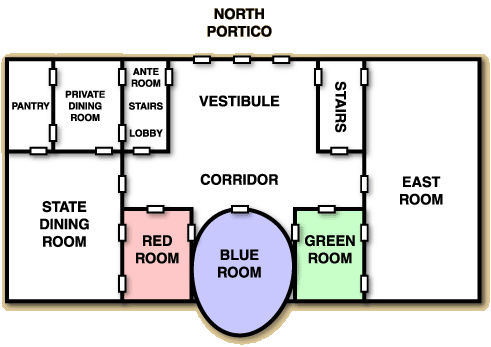 NORTH
PORTICO
PANTRY
PRIVATE
DINING
ROOM
ANTE
ROOM
STAIRS
LOBBY
VESTIBULE
STAIRS
CORRIDOR
STATE
DINING
ROOM
EAST
ROOM
RED
ROOM
BLUE
ROOM
GREEN
ROOM